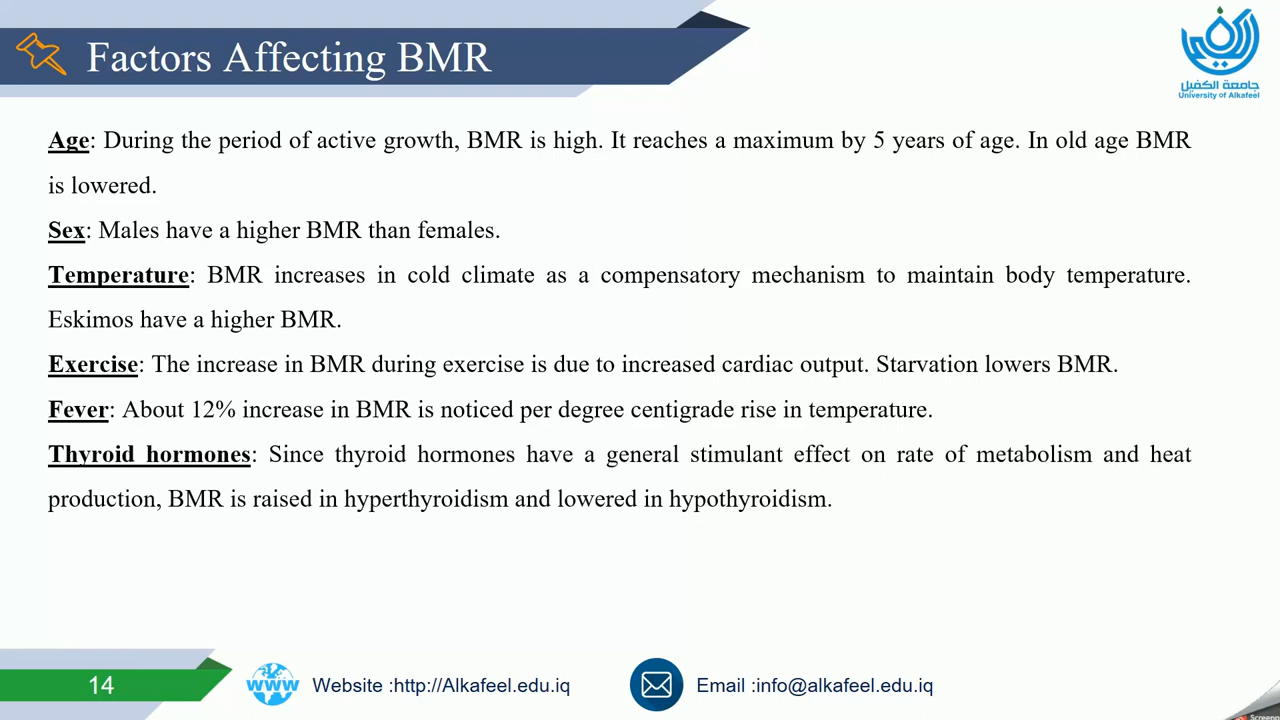 Factors Affecting BMR
جامعة الكفيل
University of Alkafeel
Age: During the period of active growth, BMR is high. It reaches a maximum by 5 years of age. In old age BMR
is lowered.
Sex: Males have a higher BMR than females.
Temperature: BMR increases in cold climate as a compensatory mechanism to maintain body temperature.
Eskimos have a higher BMR.
Exercise: The increase in BMR during exercise is due to increased cardiac output. Starvation lowers BMR.
Fever: About 12% increase in BMR is noticed per degree centigrade rise in temperature.
Thyroid hormones: Since thyroid hormones have a general stimulant effect on rate of metabolism and heat
production, BMR is raised in hyperthyroidism and lowered in hypothyroidism.
14
WWW
Website :http://Alkafeel.edu.iq
Email :info@alkafeel.edu.iq